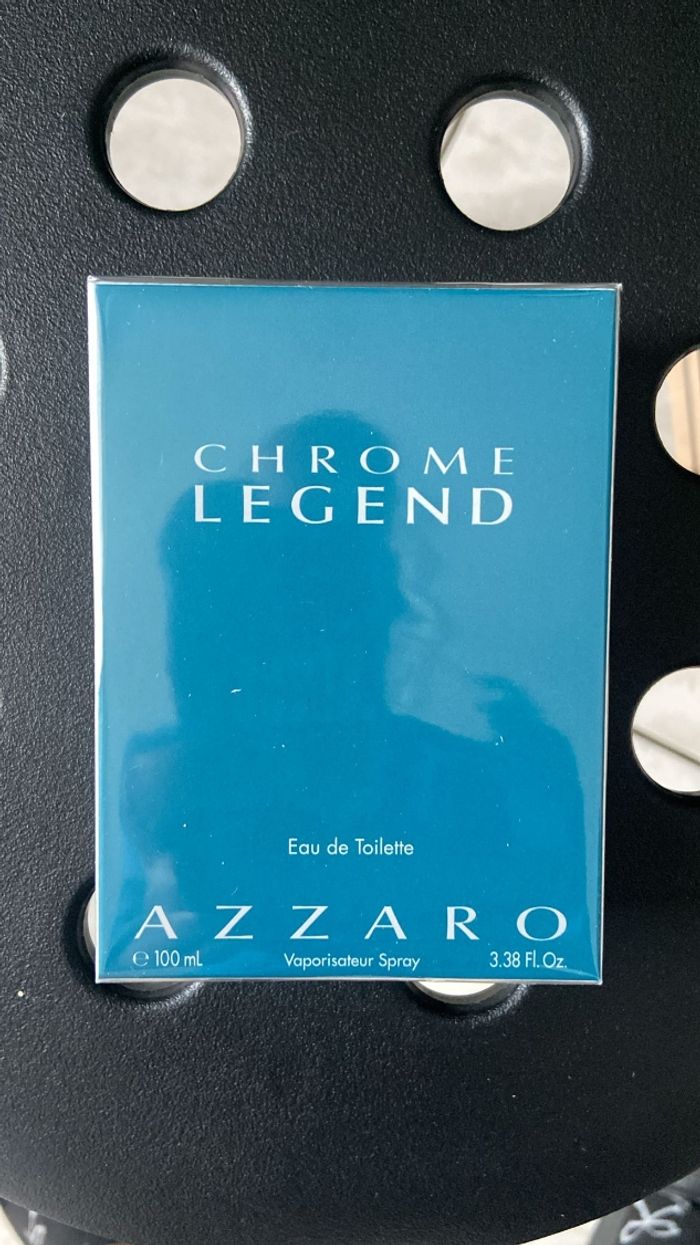 CHROME
LEGEND
Eau de Toilette
AZZARO
℮ 100 mL Vaporisateur Spray 3.38 Fl. Oz.